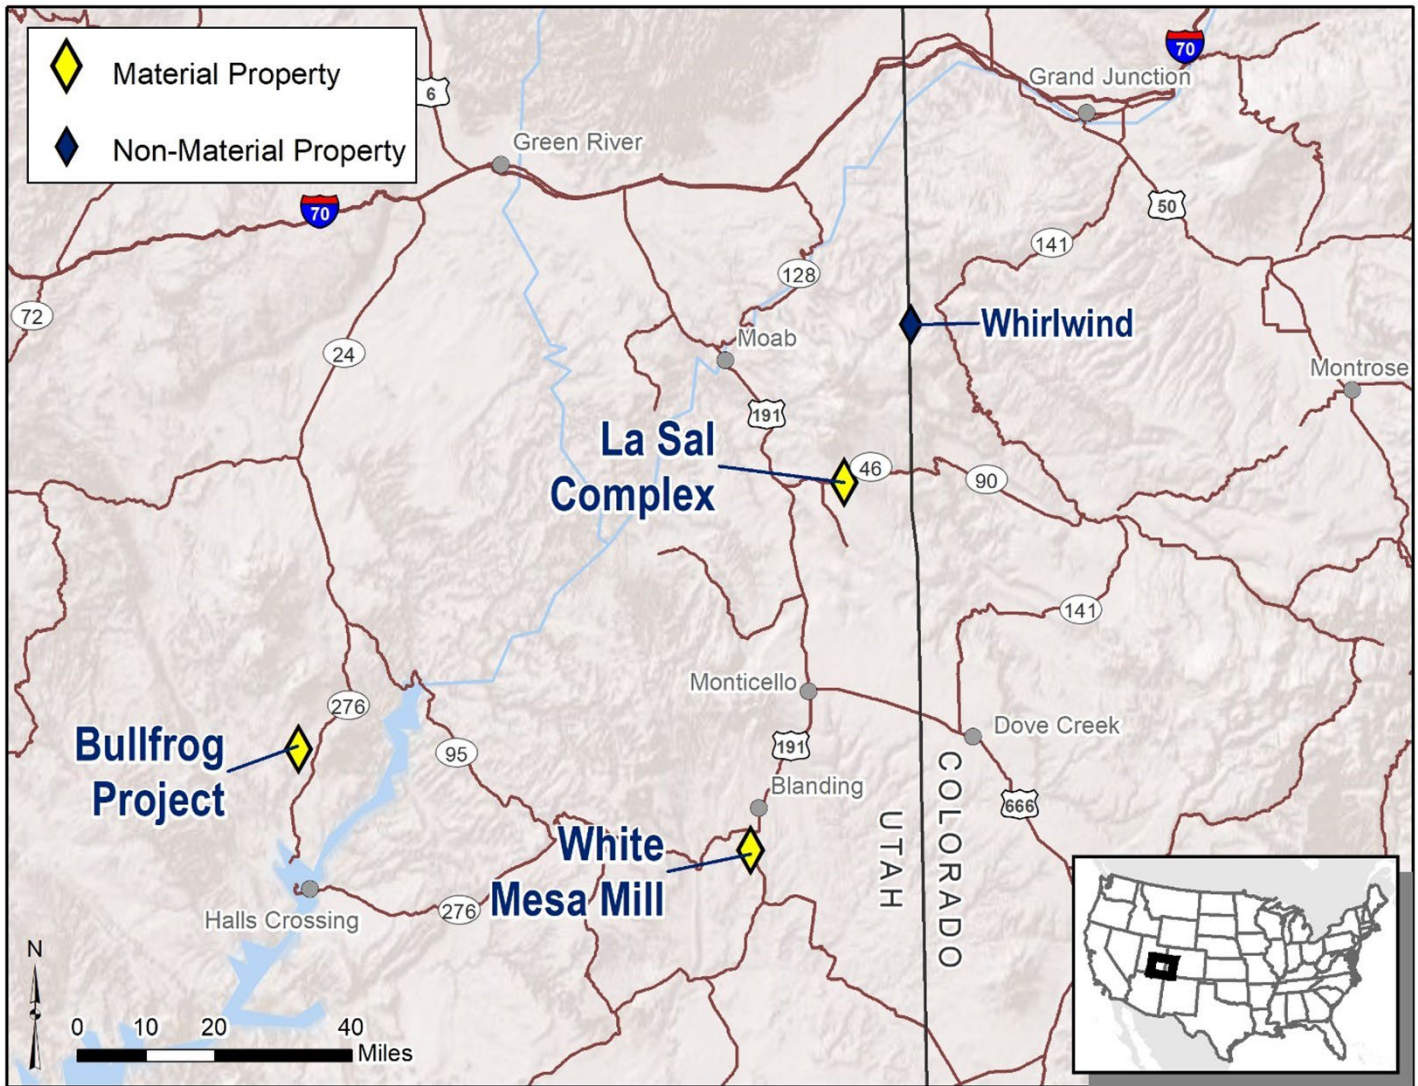 Material Property
Non-Material Property
6
70
Grand Junction
Green River
70
50
141
128
72
24
Whirlwind
Moab
Montrose
191
La Sal
Complex
46
90
141
Monticello
276
Dove Creek
Bullfrog
Project
95
191
Blanding
666
COLORADO
UTAH
White
Mesa Mill
Halls Crossing
276
N
0 10 20 40
Miles